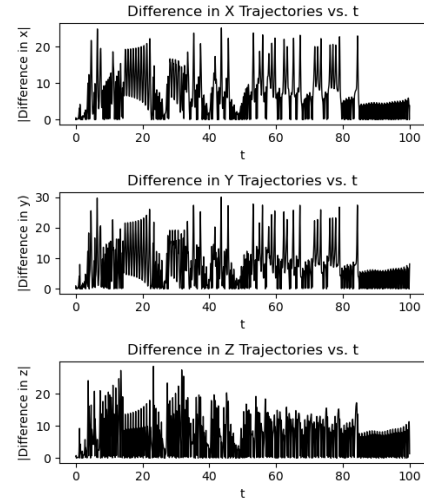 Difference in X Trajectories vs. t
|Difference in x|
20
10
0
0 20 40 60 80 100
t
Difference in Y Trajectories vs. t
|Difference in y)
30
20
10
0
0 20 40 60 80 100
t
Difference in Z Trajectories vs. t
|Difference in z|
20
10
0
0 20 40 60 80 100
t